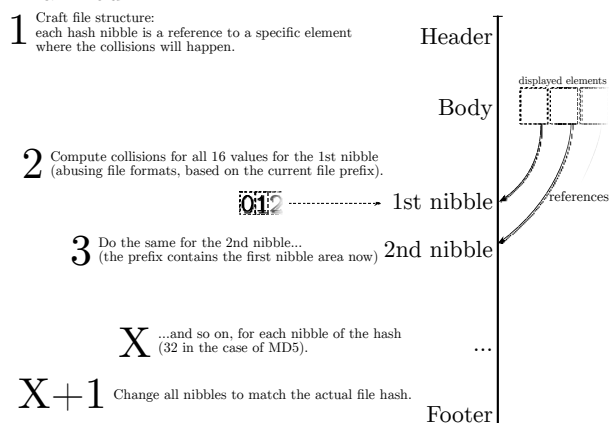 1 Craft file structure:
each hash nibble is a reference to a specific element
where the collisions will happen.
Header
displayed elements
Body
2 Compute collisions for all 16 values for the 1st nibble
(abusing file formats, based on the current file prefix).
012
1st nibble
references
3 Do the same for the 2nd nibble...
(the prefix contains the first nibble area now)
2nd nibble
X ...and so on, for each nibble of the hash
(32 in the case of MD5).
...
X+1 Change all nibbles to match the actual file hash.
Footer